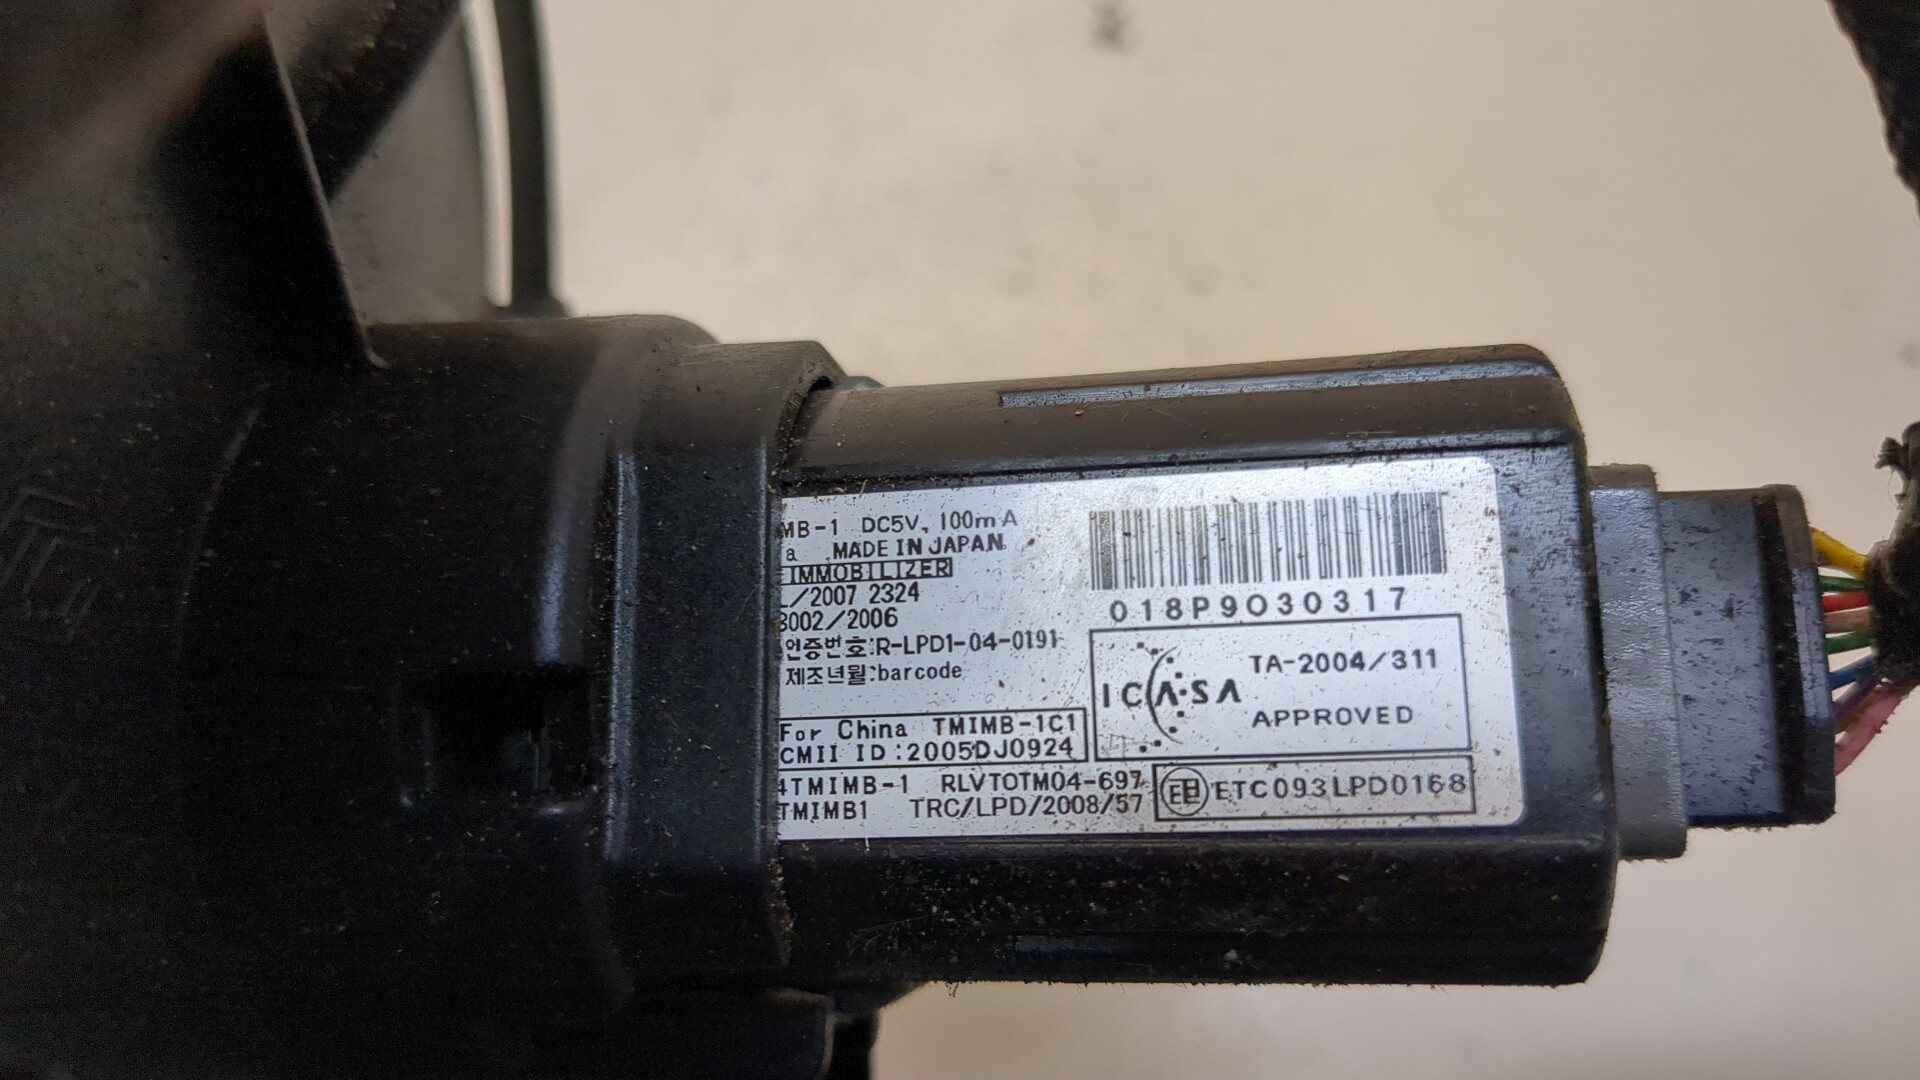 MB-1 DC5V, 100mA
a MADE IN JAPAN
IMMOBILIZER
/2007 2324
3002/2006
인증번호:R-LPD1-04-0191
제조년월:barcode
For China TMIMB-1C1
CMII ID:2005DJ0924
4TMIMB-1 RLVTOTM04-697
TMIMB1 TRC/LPD/2008/57
018P9030317
ICASA
TA-2004/311
APPROVED
ETC093LPD0168